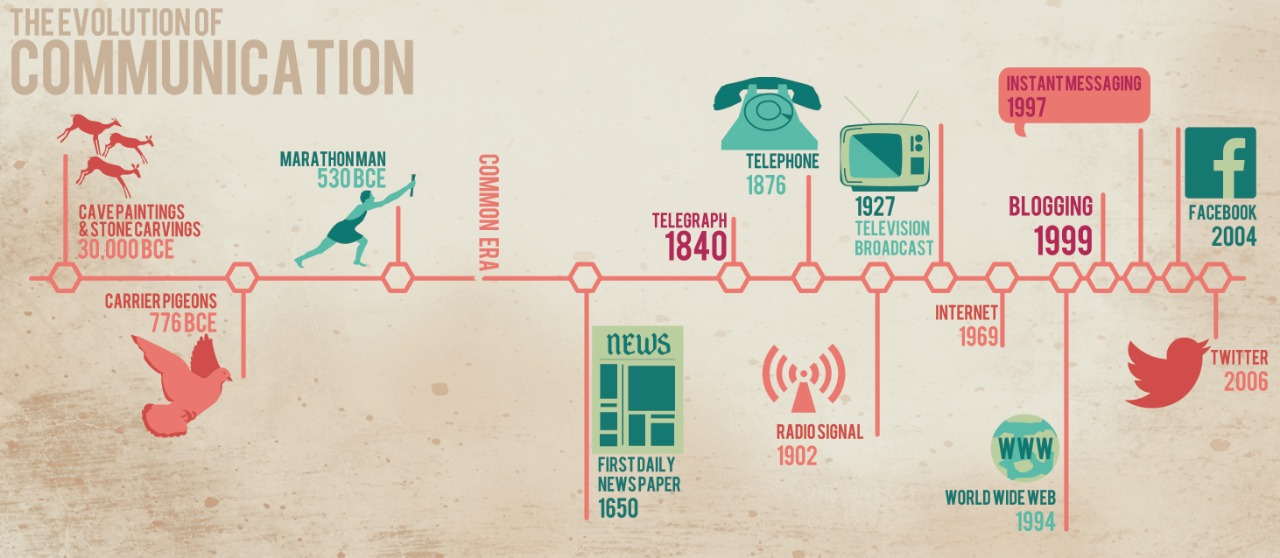 THE EVOLUTION OF
COMMUNICATION
CAVE PAINTINGS
& STONE CARVINGS
30,000 BCE
CARRIER PIGEONS
776 BCE
MARATHON MAN
530 BCE
COMMON ERA
NEWS
FIRST DAILY
NEWS PAPER
1650
TELEGRAPH
1840
TELEPHONE
1876
RADIO SIGNAL
1902
1927
TELEVISION
BROADCAST
INTERNET
1969
WWW
WORLD WIDE WEB
1994
BLOGGING
1999
INSTANT MESSAGING
1997
f
FACEBOOK
2004
TWITTER
2006